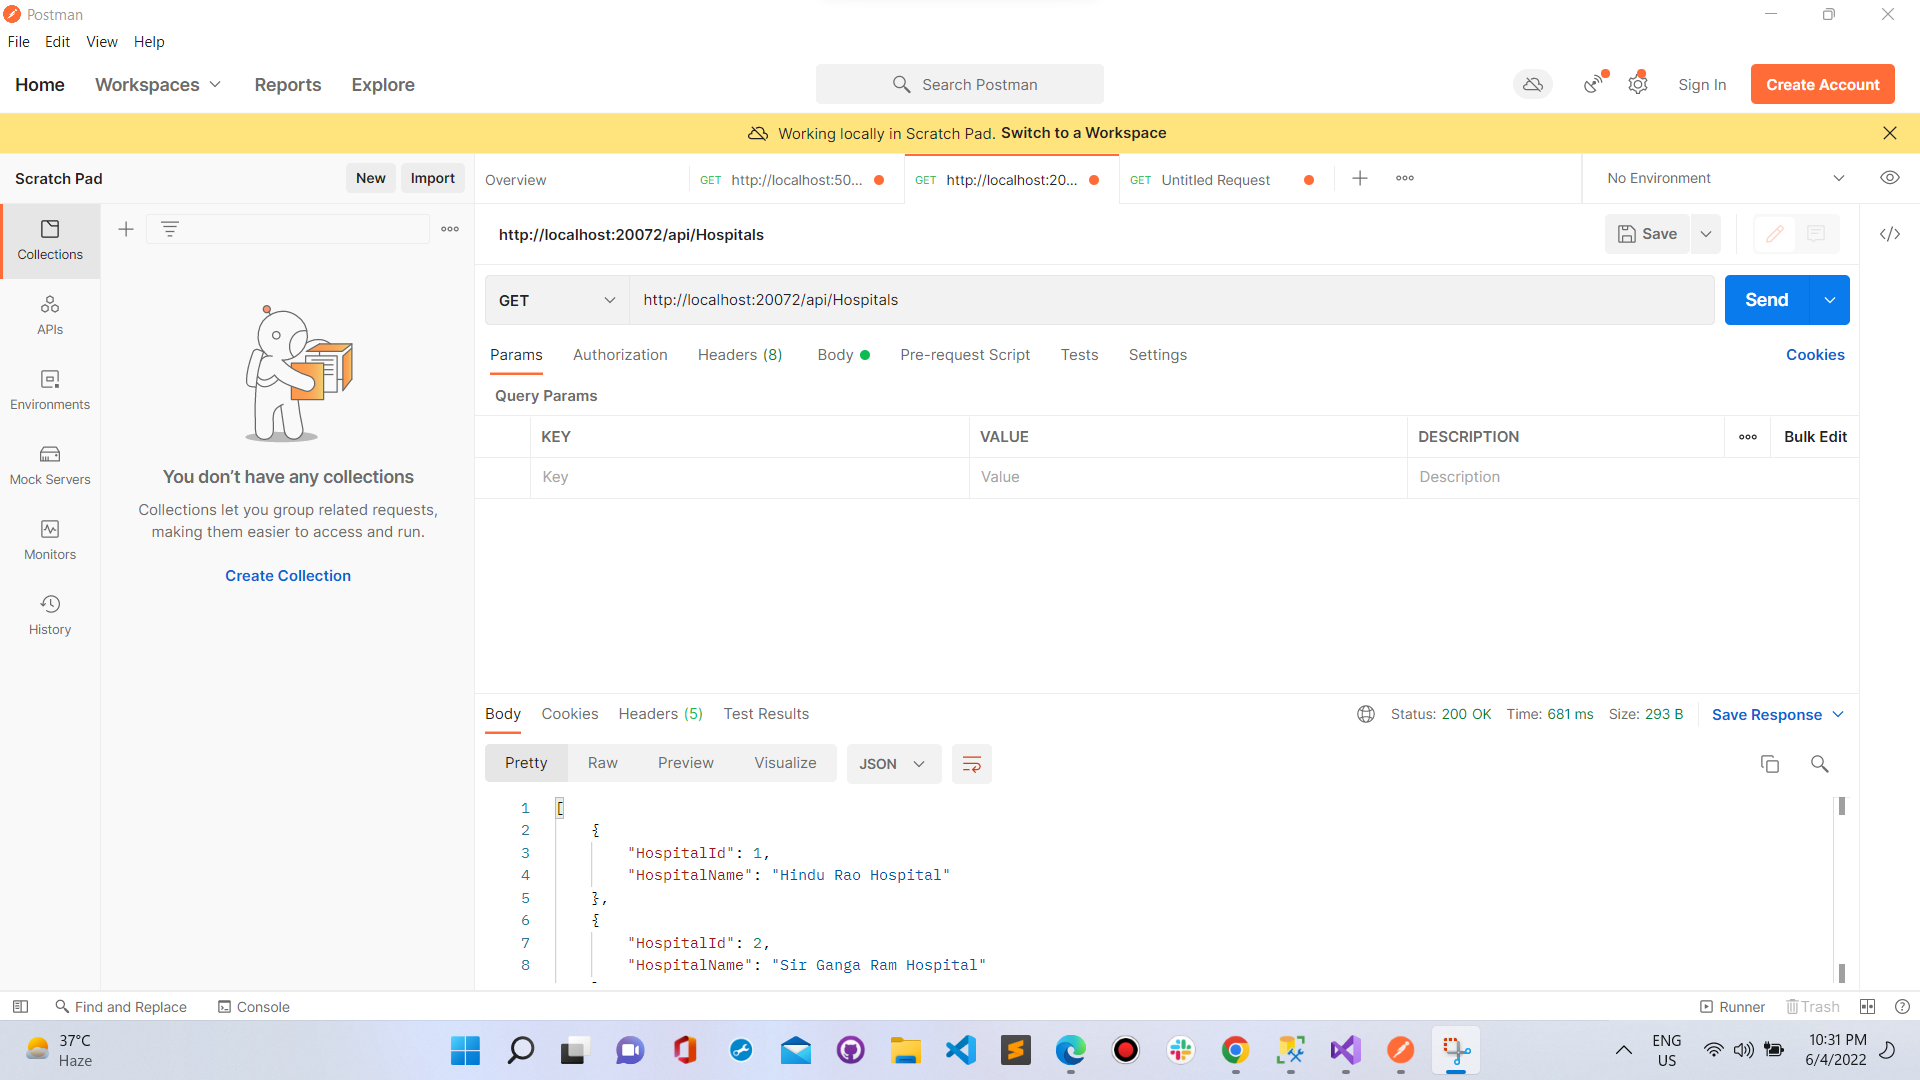 Postman
File Edit View Help
Home Workspaces Reports Explore Search Postman Sign In Create Account
Working locally in Scratch Pad. Switch to a Workspace
Scratch Pad New Import
Overview GET http://localhost:50... GET http://localhost:20... GET Untitled Request No Environment
Collections
APIs
Environments
Mock Servers
Monitors
History
You don’t have any collections
Collections let you group related requests,
making them easier to access and run.
Create Collection
http://localhost:20072/api/Hospitals Save
GET http://localhost:20072/api/Hospitals Send
Params Authorization Headers (8) Body Pre-request Script Tests Settings Cookies
Query Params
KEY VALUE DESCRIPTION Bulk Edit
Key Value Description
Body Cookies Headers (5) Test Results Status: 200 OK Time: 681 ms Size: 293 B Save Response
Pretty Raw Preview Visualize JSON
1 [
2 {
3 "HospitalId": 1,
4 "HospitalName": "Hindu Rao Hospital"
5 },
6 {
7 "HospitalId": 2,
8 "HospitalName": "Sir Ganga Ram Hospital"
Find and Replace Console Runner Trash
37°C
Haze
ENG
US
10:31 PM
6/4/2022